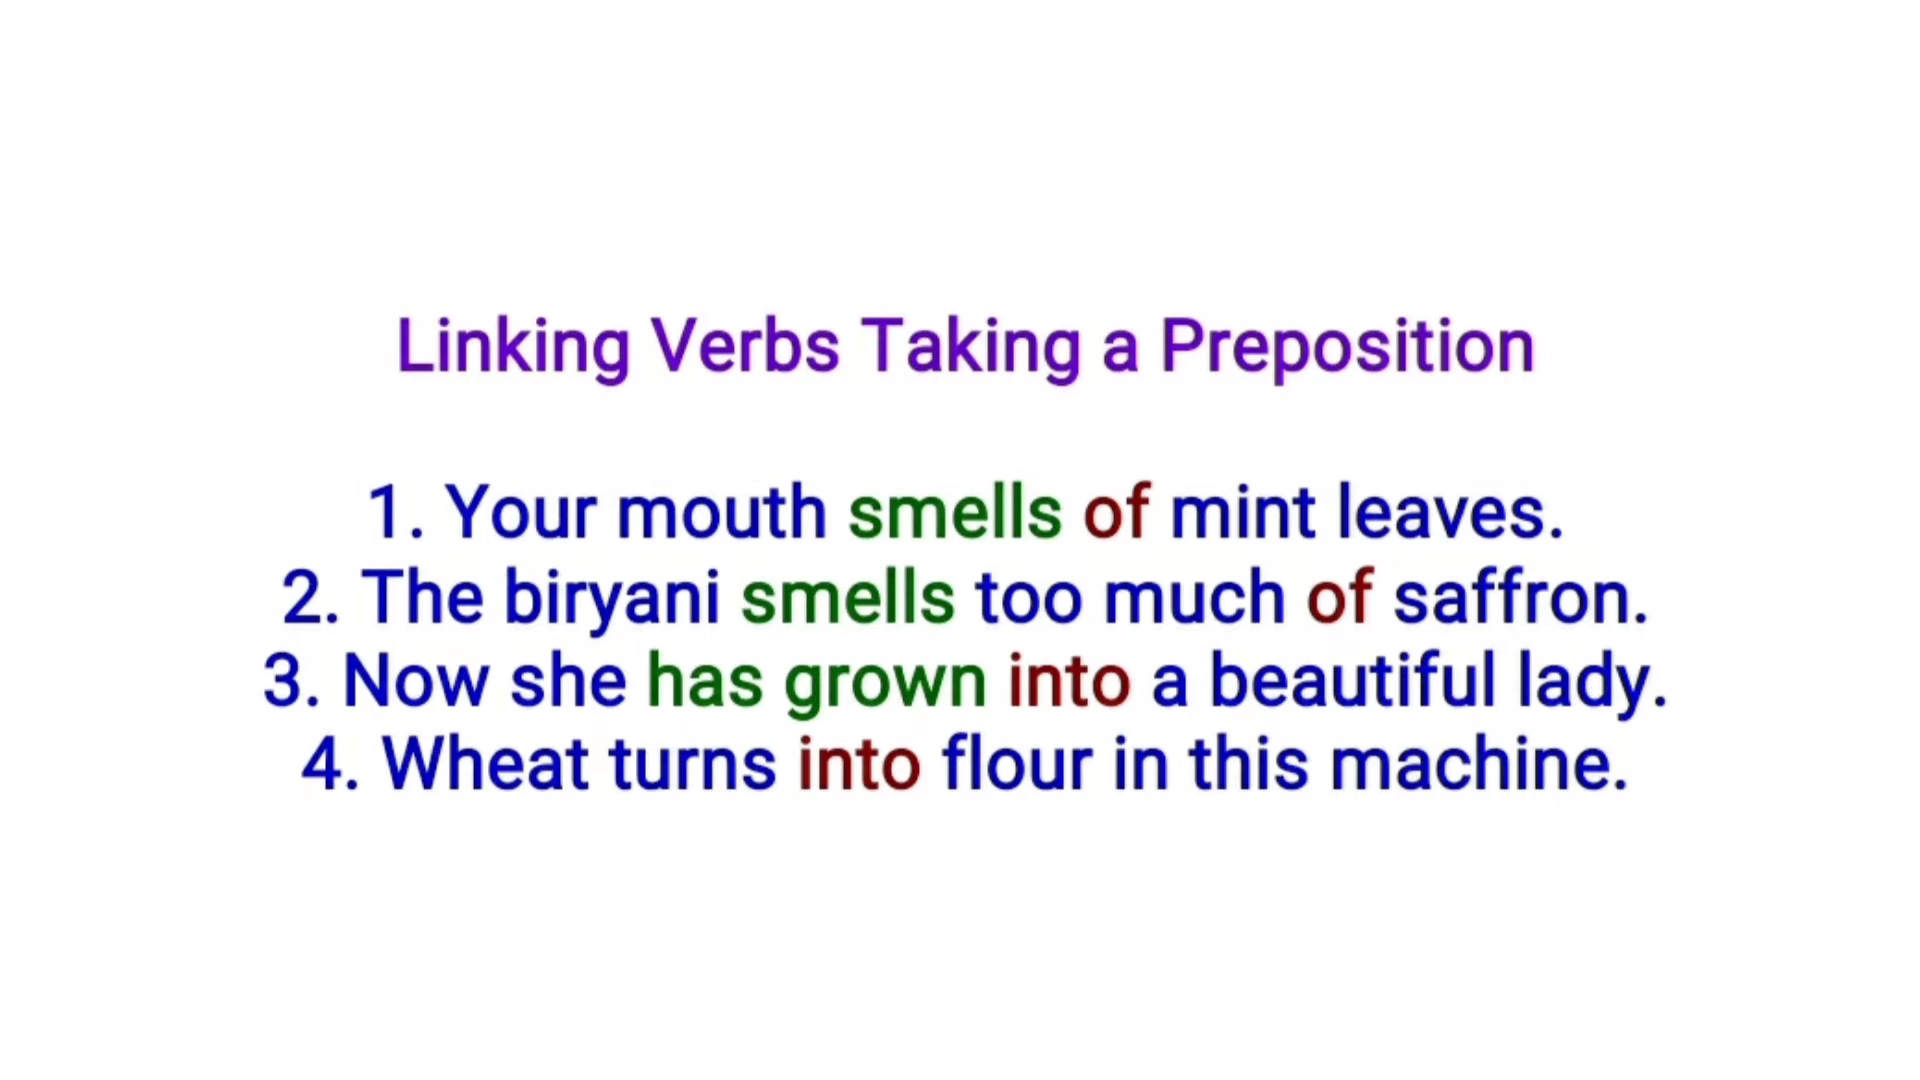 Linking Verbs Taking a Preposition
1. Your mouth smells of mint leaves.
2. The biryani smells too much of saffron.
3. Now she has grown into a beautiful lady.
4. Wheat turns into flour in this machine.